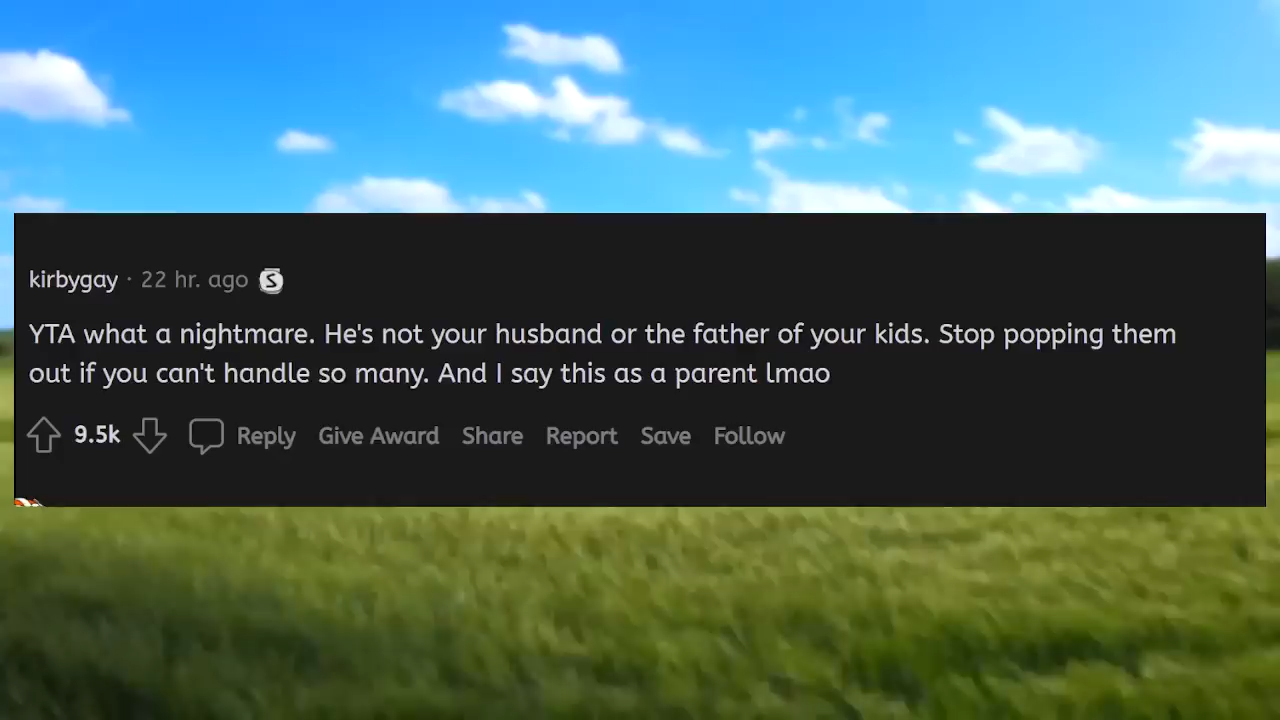 kirbygay · 22 hr. ago S
YTA what a nightmare. He's not your husband or the father of your kids. Stop popping them
out if you can't handle so many. And I say this as a parent lmao
9.5k Reply Give Award Share Report Save Follow